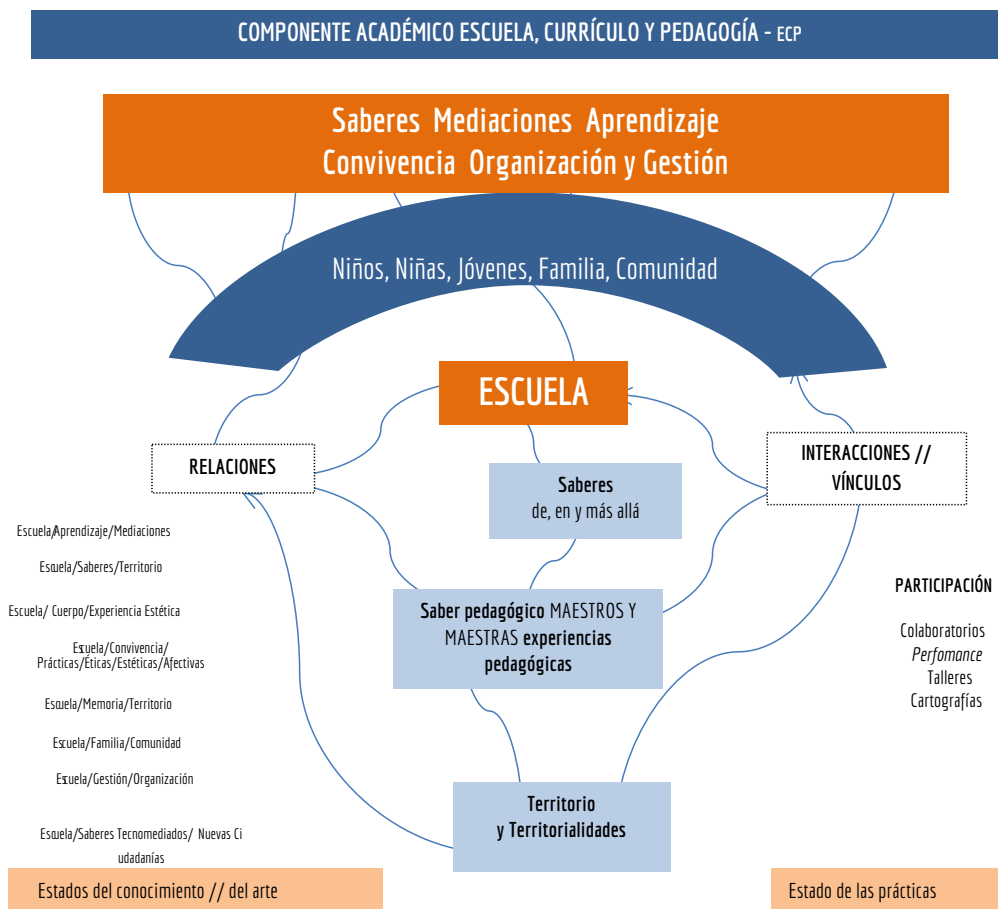 COMPONENTE ACADÉMICO ESCUELA, CURRÍCULO Y PEDAGOGÍA - ECP
Saberes Mediaciones Aprendizaje
Convivencia Organización y Gestión
Niños, Niñas, Jóvenes, Familia, Comunidad
ESCUELA
RELACIONES
INTERACCIONES //
VÍNCULOS
Saberes
de, en y más allá
Escuela/Aprendizaje/Mediaciones
Escuela/Saberes/Territorio
Escuela/ Cuerpo/Experiencia Estética
Escuela/Convivencia/
Prácticas/Éticas/Estéticas/Afectivas
Escuela/Memoria/Territorio
Escuela/Familia/Comunidad
Escuela/Gestión/Organización
Escuela/Saberes Tecnomediados/ Nuevas Ci
udadanías
Saber pedagógico MAESTROS Y
MAESTRAS experiencias
pedagógicas
PARTICIPACIÓN
Colaboratorios
Perfomance
Talleres
Cartografías
Territorio
y Territorialidades
Estados del conocimiento // del arte
Estado de las prácticas